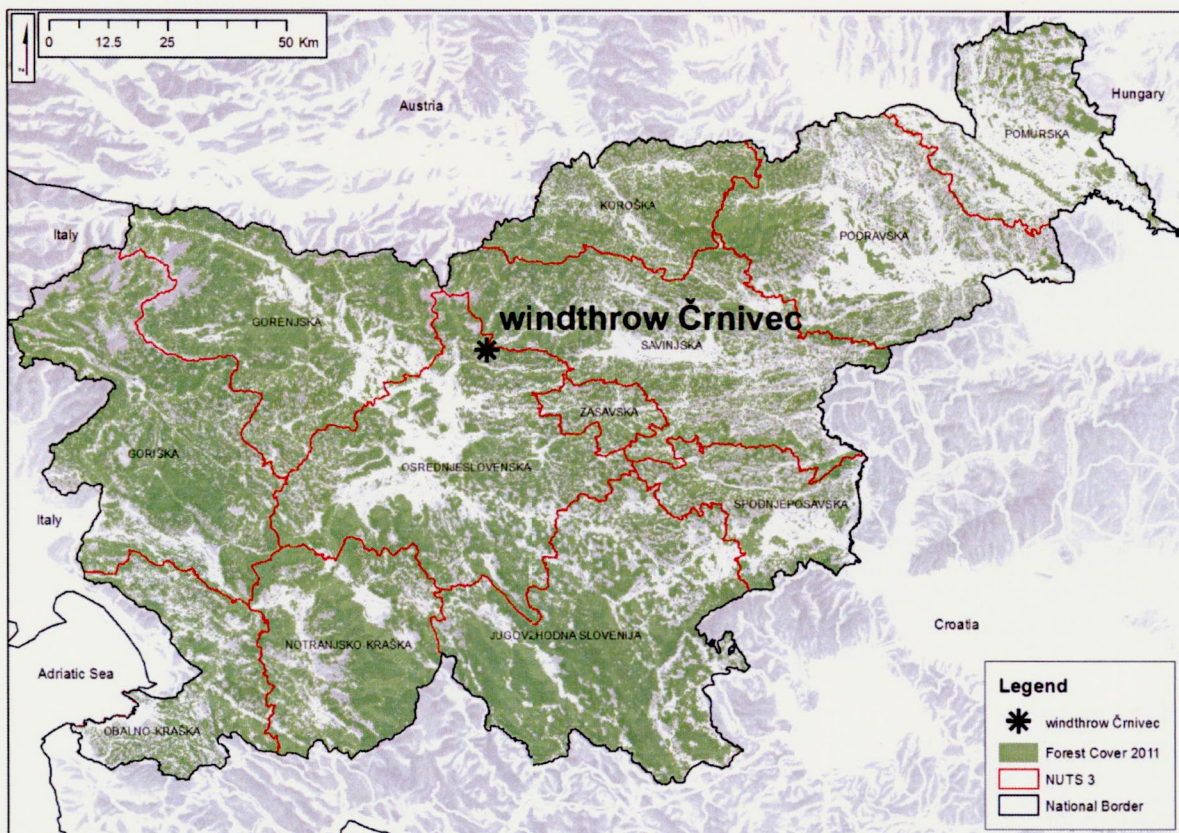 0 12.5 25 50 Km
z
Austria
Hungary
POMURSKA
KOROŠKA
Italy
PODRAVSKA
windthrow Črnivec
GORENJSKA
SAVINJSKA
ZASAVSKA
GORIŠKA
OSREDNJESLOVENSKA
SPODNJEPOSAVSKA
Italy
Croatia
JUGOVZHODNA SLOVENIJA
NOTRANJSKO-KRAŠKA
Adriatic Sea
OBALNO-KRAŠKA
Legend
windthrow Črnivec
Forest Cover 2011
NUTS 3
National Border